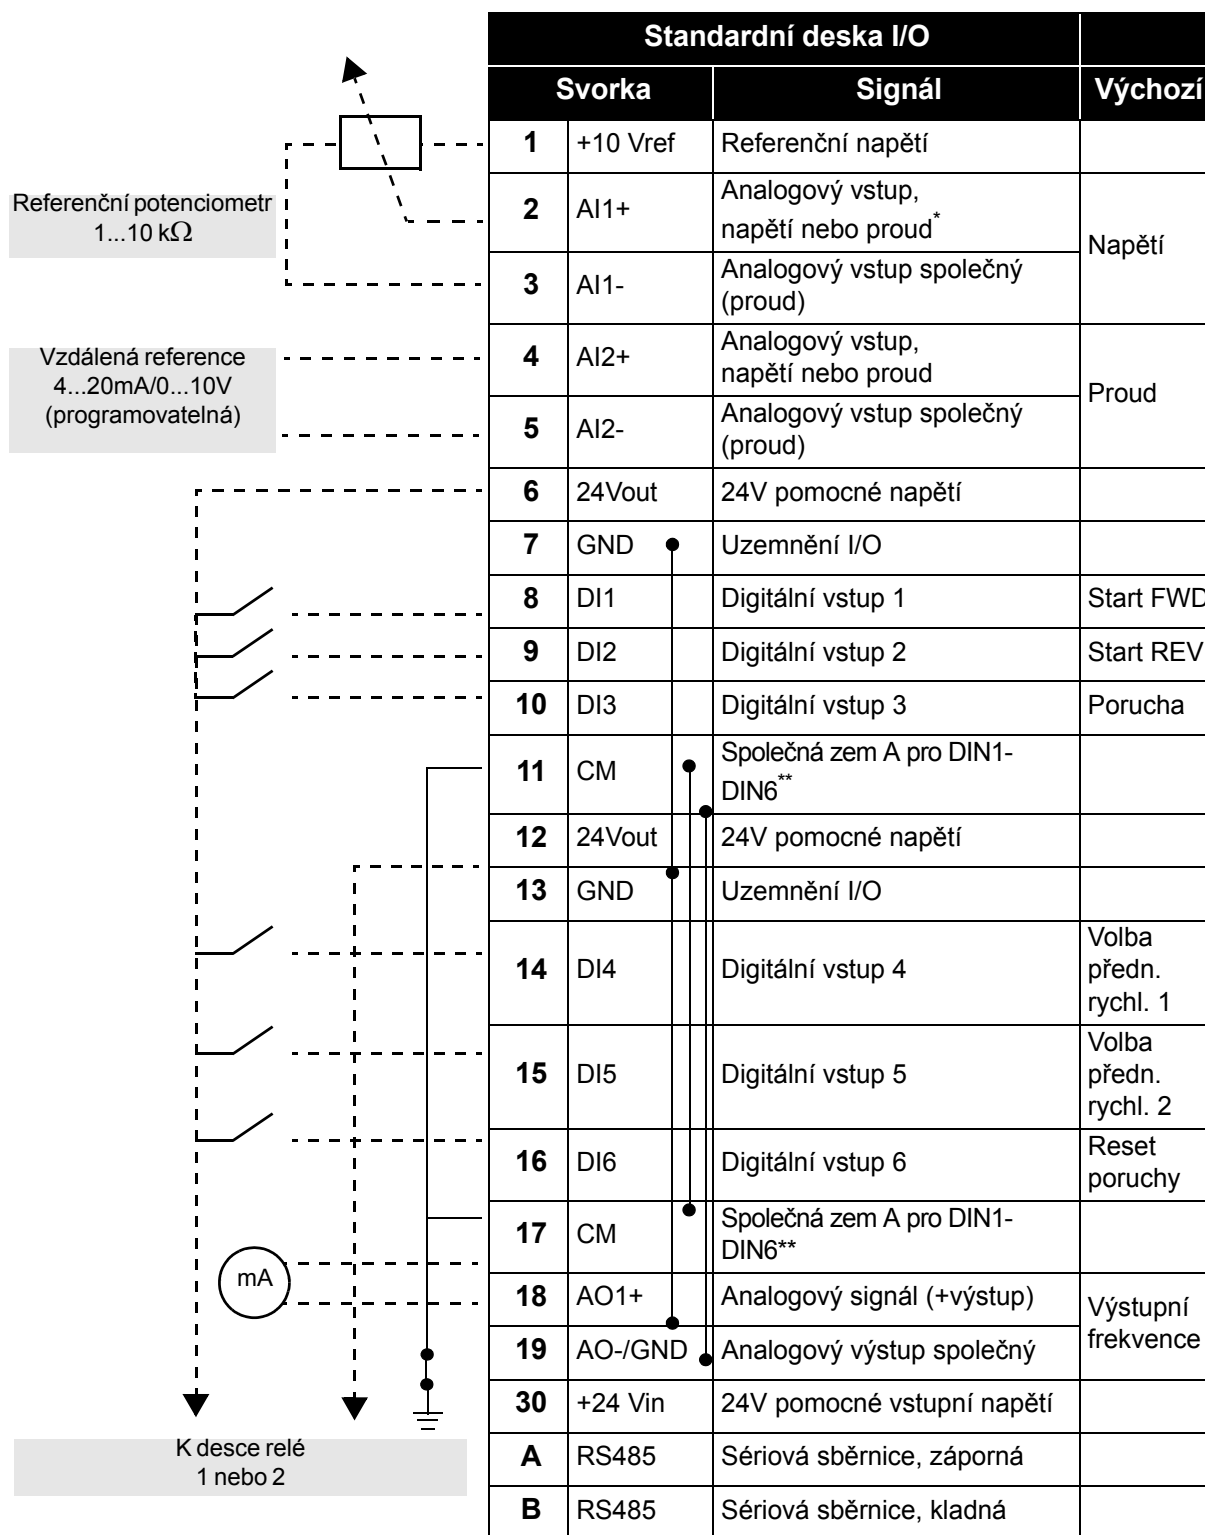 Standardní deska I/O
Svorka Signál Výchozí
1 +10 Vref Referenční napětí
Referenční potenciometr
1...10 kΩ
2 AI1+ Analogový vstup,
napětí nebo proud*
Napětí
3 AI1- Analogový vstup společný
(proud)
Vzdálená reference
4...20mA/0...10V
(programovatelná)
4 AI2+ Analogový vstup,
napětí nebo proud
Proud
5 AI2- Analogový vstup společný
(proud)
6 24Vout 24V pomocné napětí
7 GND Uzemnění I/O
8 DI1 Digitální vstup 1 Start FWD
9 DI2 Digitální vstup 2 Start REV
10 DI3 Digitální vstup 3 Porucha
11 CM Společná zem A pro DIN1-
DIN6**
12 24Vout 24V pomocné napětí
13 GND Uzemnění I/O
14 DI4 Digitální vstup 4 Volba
předn.
rychl. 1
15 DI5 Digitální vstup 5 Volba
předn.
rychl. 2
16 DI6 Digitální vstup 6 Reset
poruchy
17 CM Společná zem A pro DIN1-
DIN6**
mA
18 AO1+ Analogový signál (+výstup)
Výstupní
frekvence
19 AO-/GND Analogový výstup společný
30 +24 Vin 24V pomocné vstupní napětí
K desce relé
1 nebo 2
A RS485 Sériová sběrnice, záporná
B RS485 Sériová sběrnice, kladná